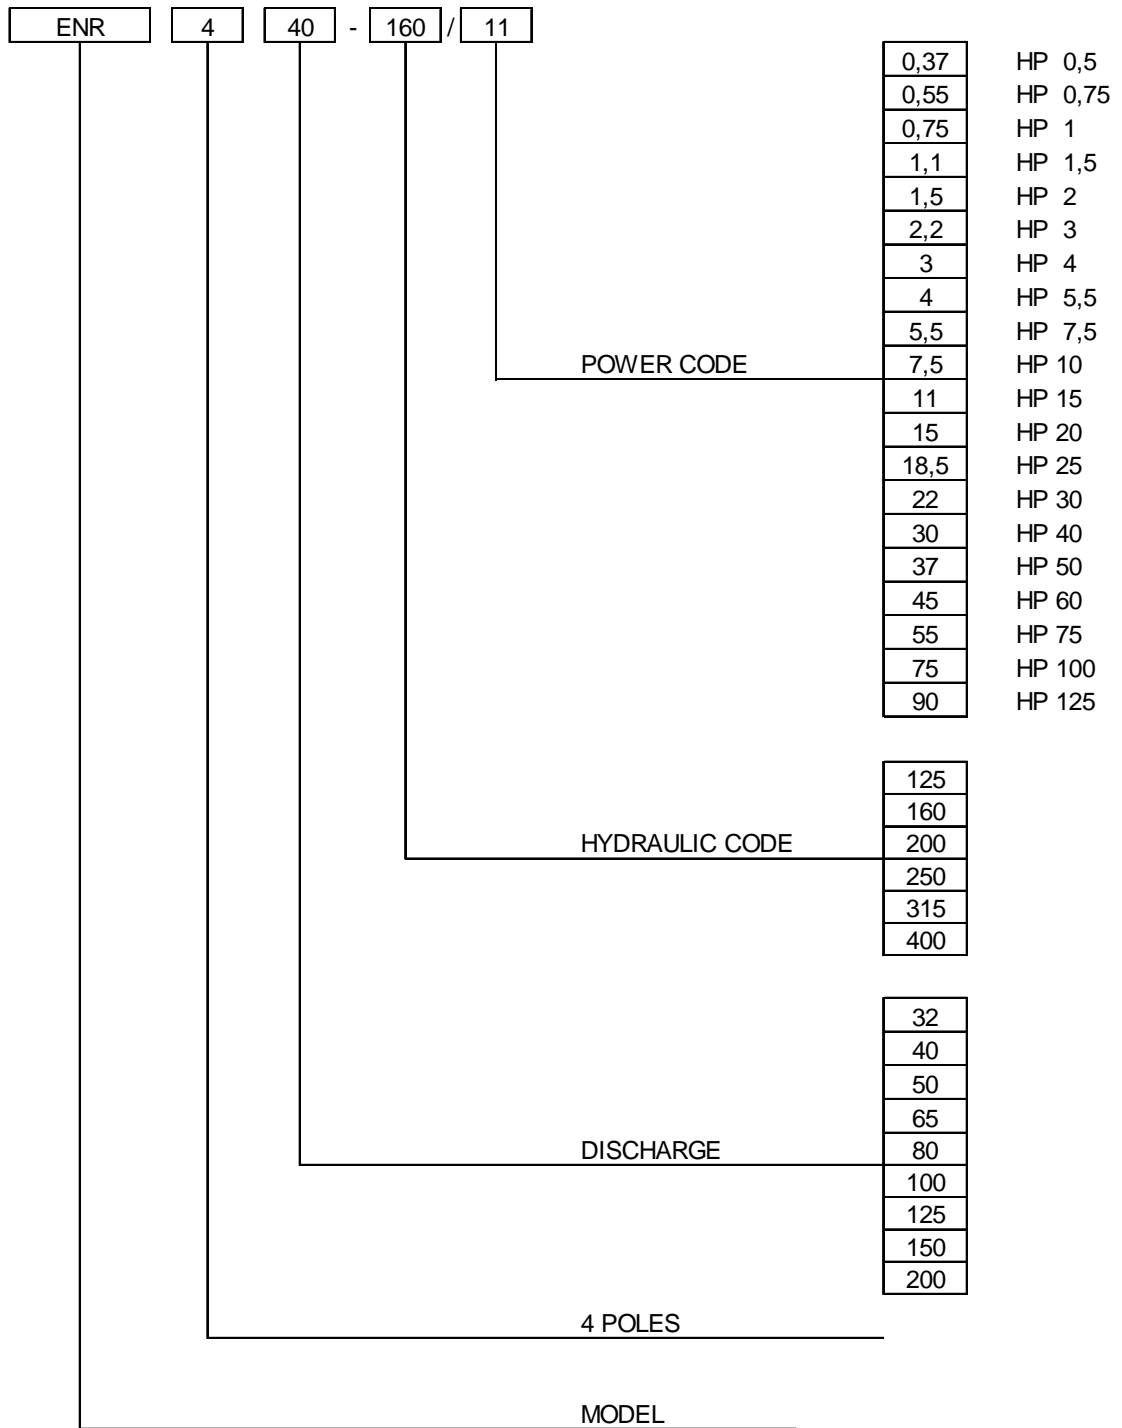 ENR 4 40 - 160 / 11
0,37 HP 0,5
0,55 HP 0,75
0,75 HP 1
1,1 HP 1,5
1,5 HP 2
2,2 HP 3
3 HP 4
4 HP 5,5
5,5 HP 7,5
POWER CODE 7,5 HP 10
11 HP 15
15 HP 20
18,5 HP 25
22 HP 30
30 HP 40
37 HP 50
45 HP 60
55 HP 75
75 HP 100
90 HP 125
125
160
HYDRAULIC CODE 200
250
315
400
32
40
50
65
DISCHARGE 80
100
125
150
200
4 POLES
MODEL